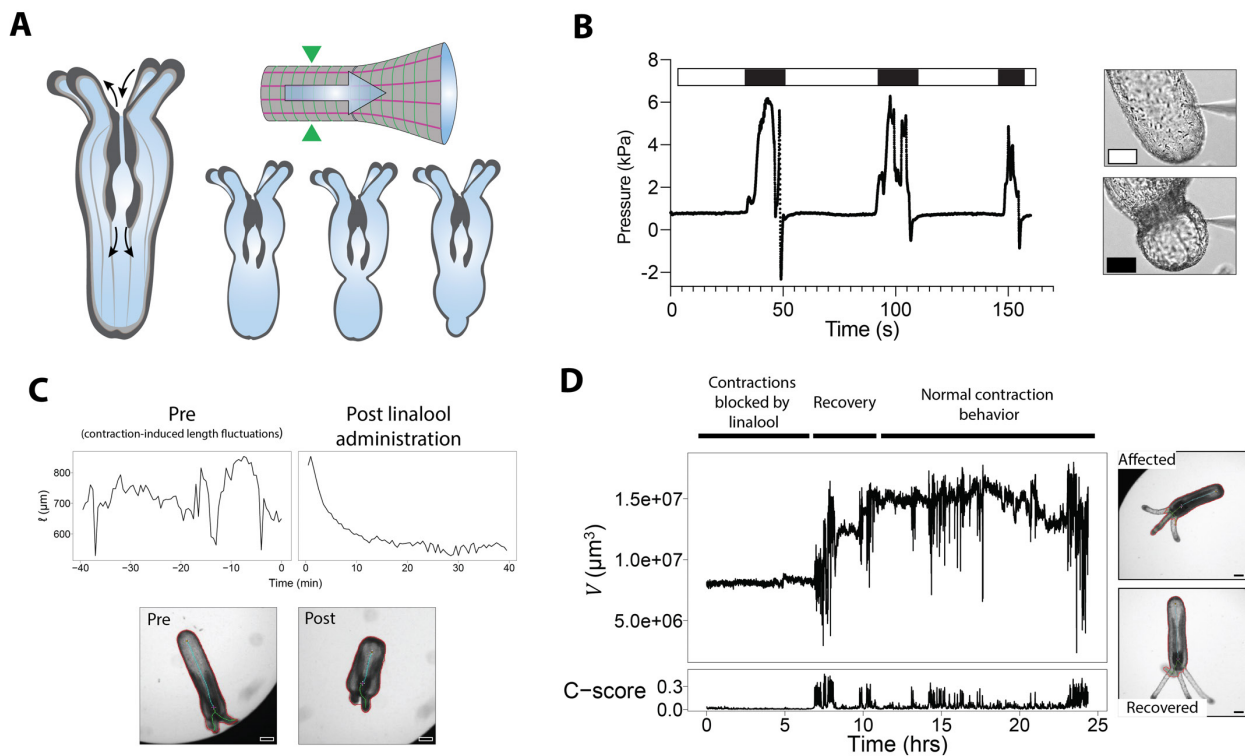 A
B
Pressure (kPa)
8
6
4
2
0
-2
0
50
100
150
Time (s)
C
Pre
(contraction-induced length fluctuations)
Post linalool
administration
ℓ (μm)
800
700
600
−40
−30
−20
−10
0
0
10
20
30
40
Time (min)
Pre
Post
D
Contractions
blocked by
linalool
Recovery
Normal contraction
behavior
V (μm³)
1.5e+07
1.0e+07
5.0e+06
C−score
0.3
0.0
0
5
10
15
20
25
Time (hrs)
Affected
Recovered